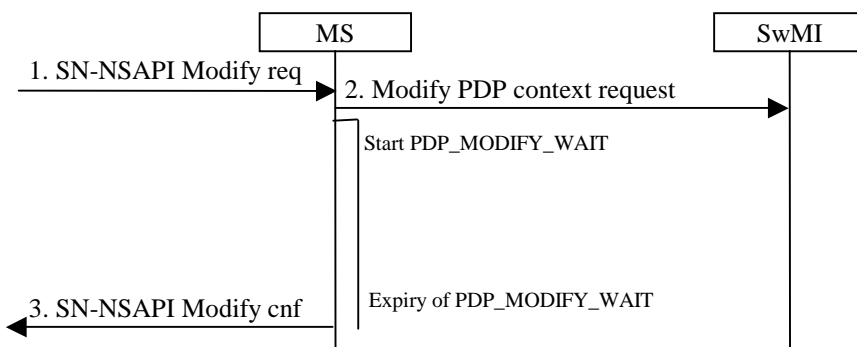 MS
SwMI
1. SN-NSAPI Modify req
2. Modify PDP context request
Start PDP_MODIFY_WAIT
Expiry of PDP_MODIFY_WAIT
3. SN-NSAPI Modify cnf